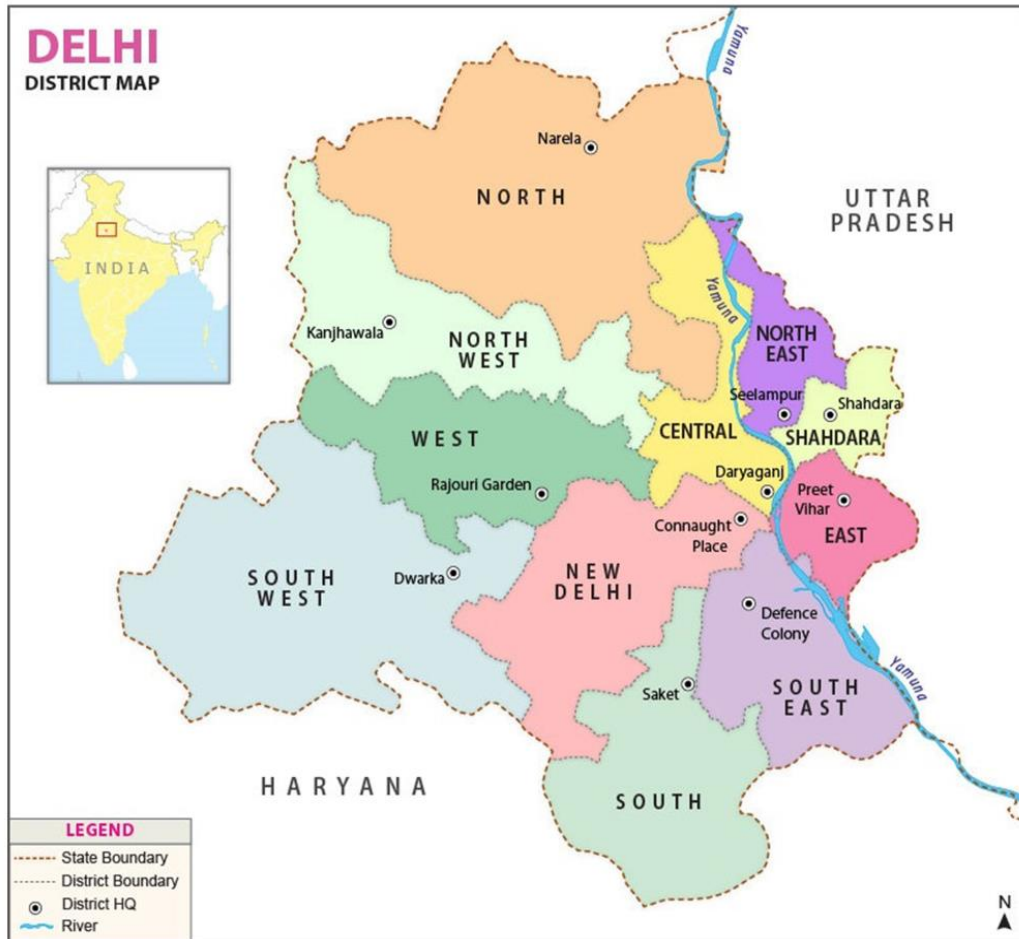 DELHI
DISTRICT MAP
Yamuna
Narela
NORTH
UTTAR
PRADESH
INDIA
Yamuna
Kanjhawala
NORTH
WEST
NORTH
EAST
Seelampur
Shahdara
WEST
CENTRAL
SHAHDARA
Daryaganj
Rajouri Garden
Preet
Vihar
Connaught
Place
EAST
SOUTH
WEST
Dwarka
NEW
DELHI
Defence
Colony
Saket
SOUTH
EAST
Yamuna
HARYANA
SOUTH
LEGEND
State Boundary
District Boundary
District HQ
River
N